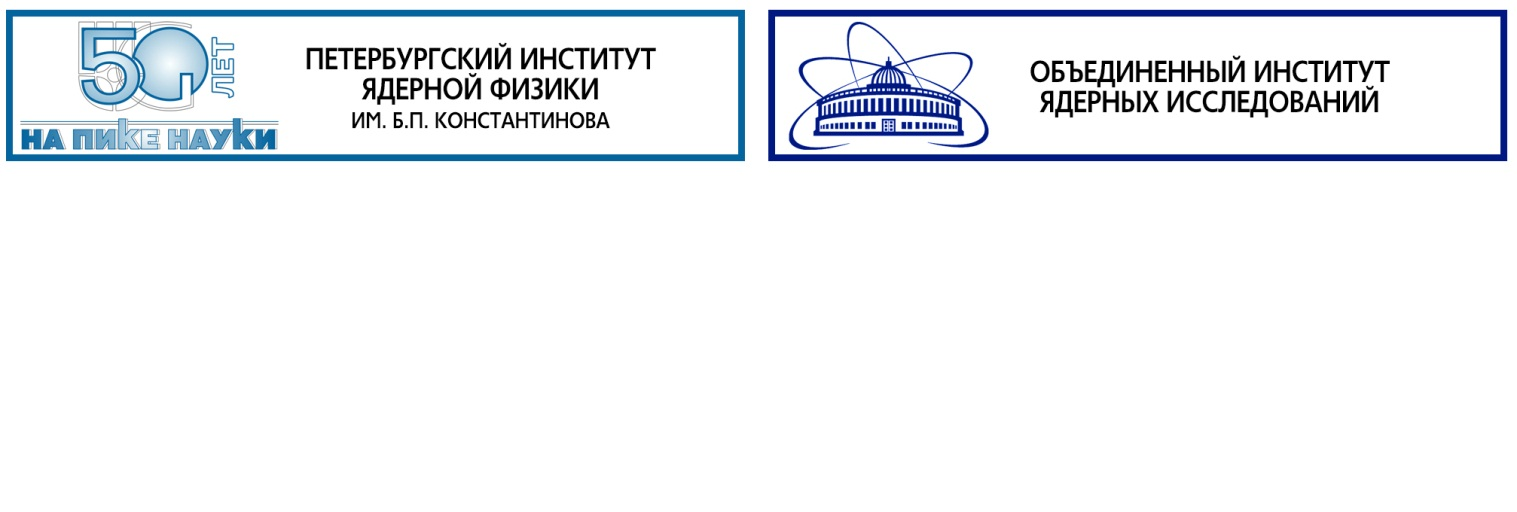 50 ЛЕТ
НА ПИКЕ НАУКИ
ПЕТЕРБУРГСКИЙ ИНСТИТУТ
ЯДЕРНОЙ ФИЗИКИ
ИМ. Б.П. КОНСТАНТИНОВА
ОБЪЕДИНЕННЫЙ ИНСТИТУТ
ЯДЕРНЫХ ИССЛЕДОВАНИЙ